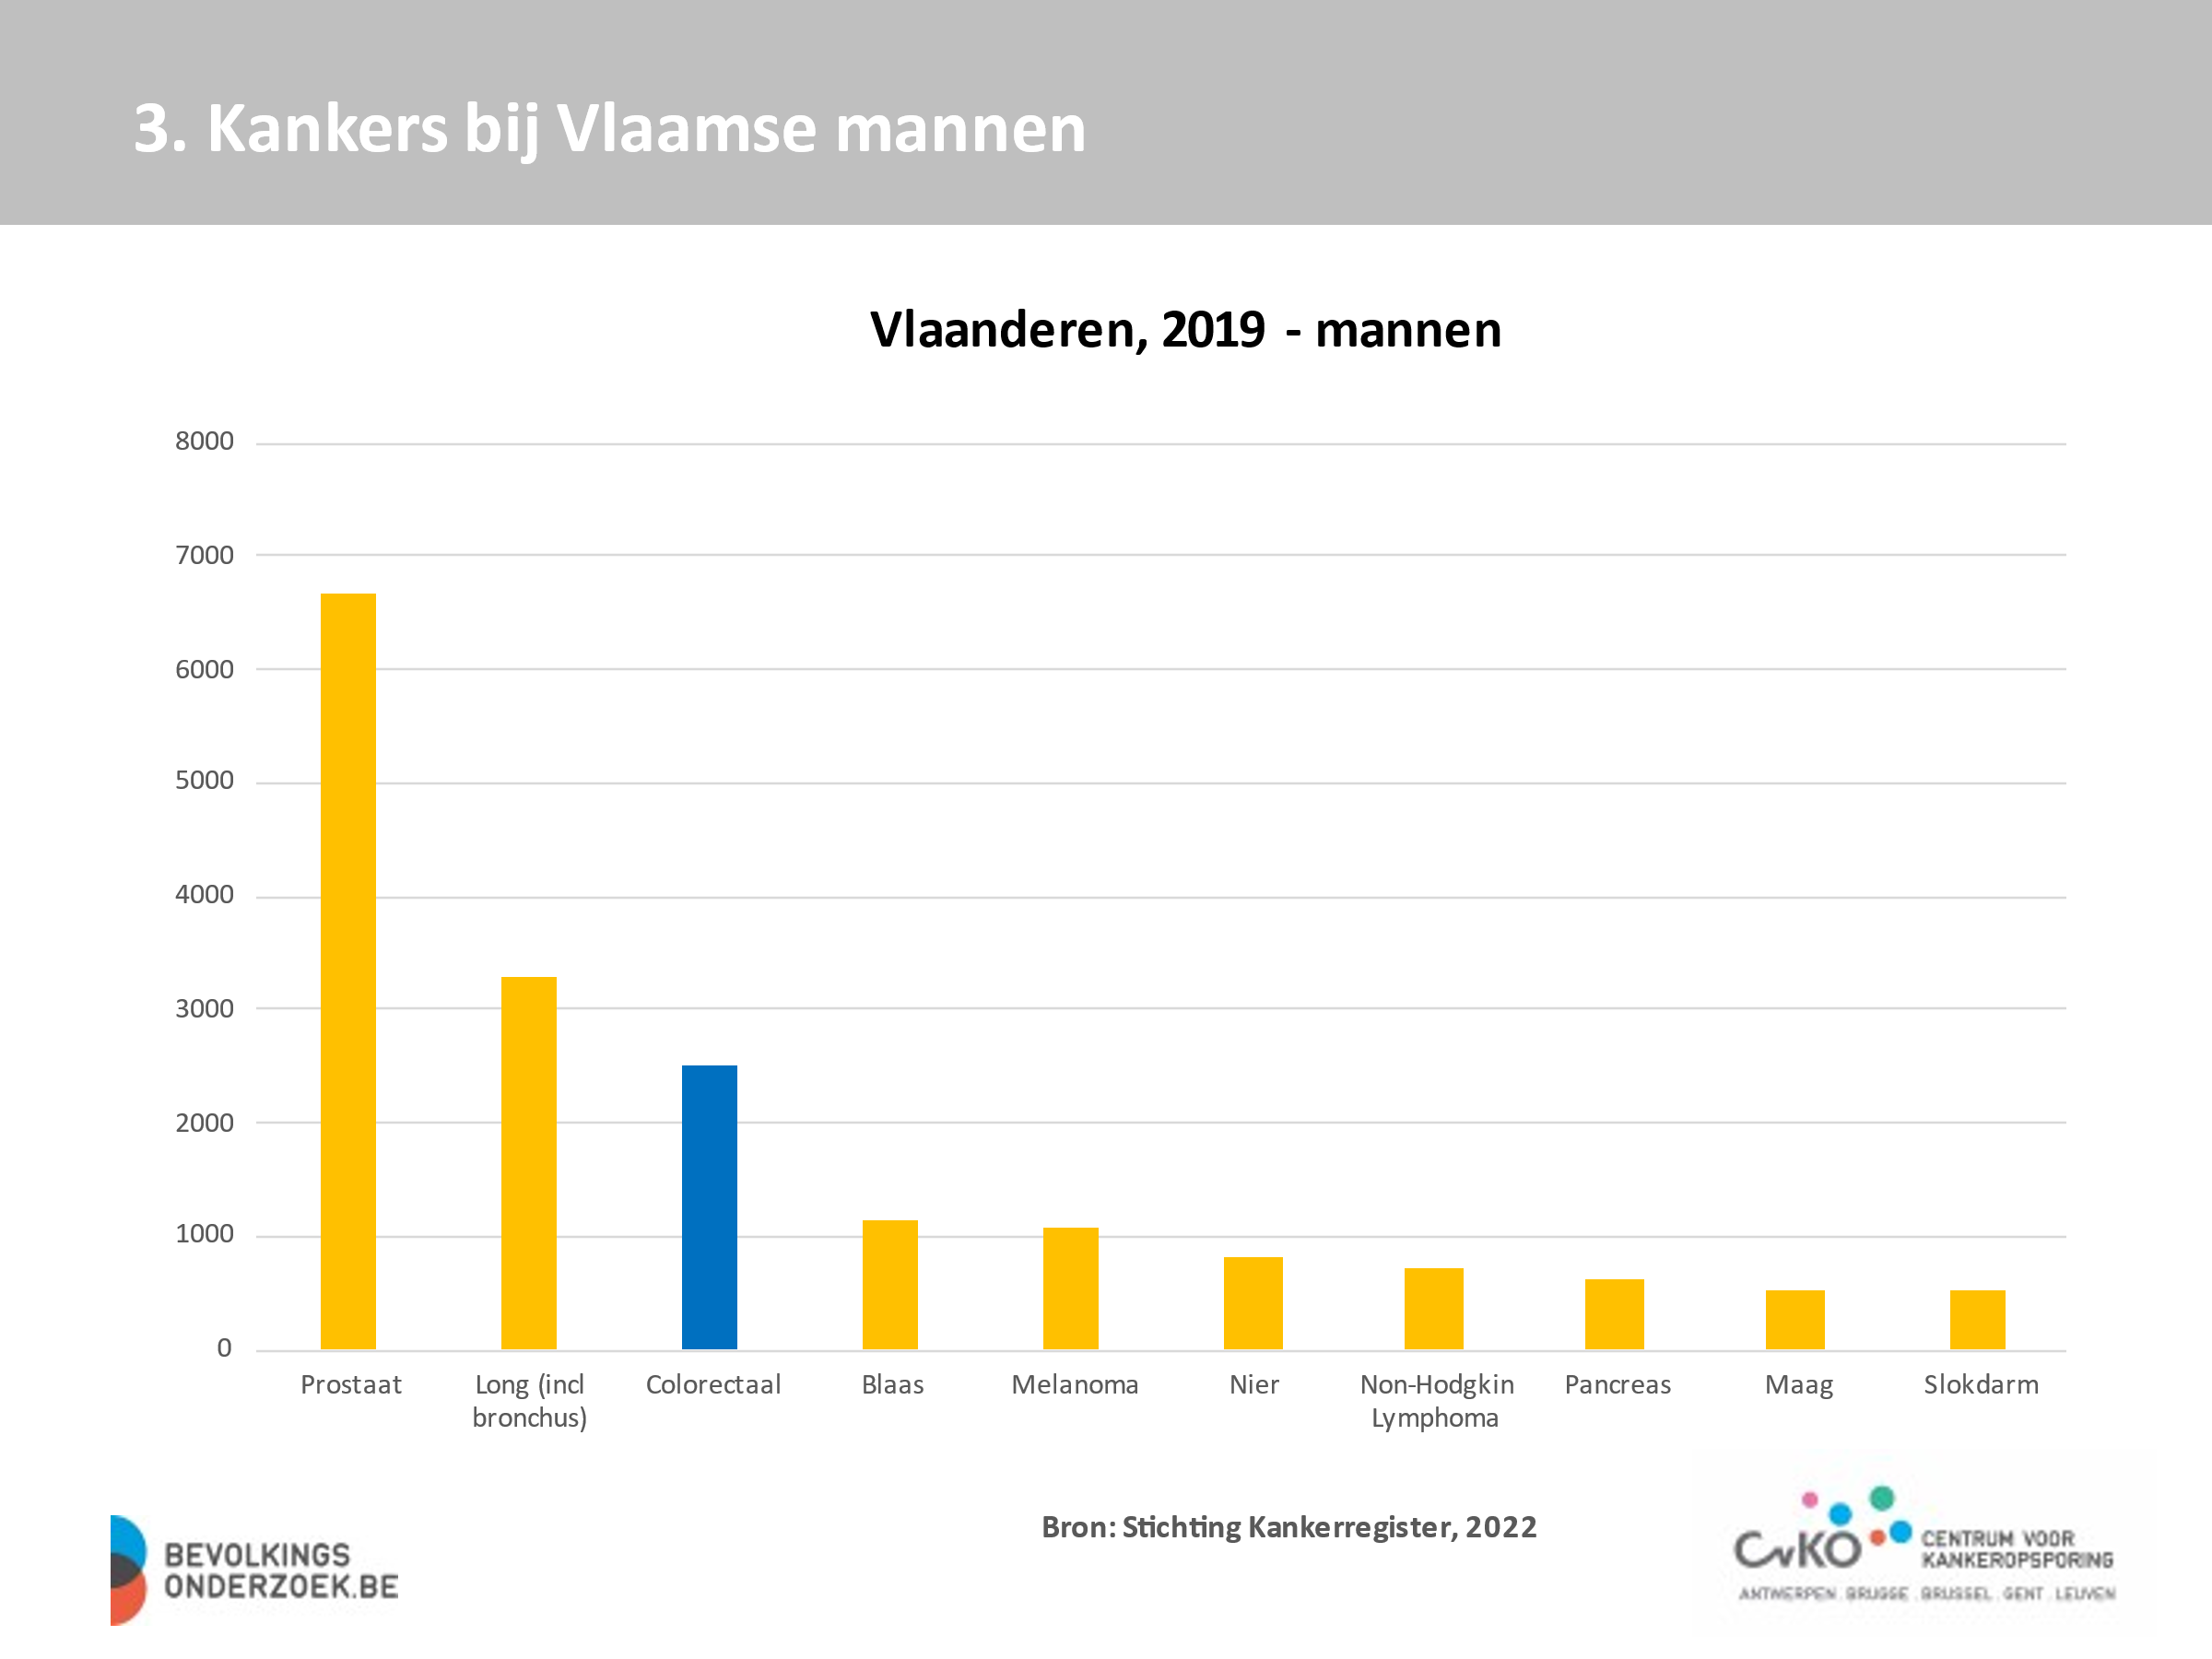 3. Kankers bij Vlaamse mannen
Vlaanderen, 2019 - mannen
8000
7000
6000
5000
4000
3000
2000
1000
0
Prostaat
Long (incl
bronchus)
Colorectaal
Blaas
Melanoma
Nier
Non-Hodgkin
Lymphoma
Pancreas
Maag
Slokdarm
Bron: Stichting Kankerregister, 2022
BEVOLKINGS
ONDERZOEK.BE
CvKO
CENTRUM VOOR
KANKEROPSPORING
ANTWERPEN . BRUGGE . BRUSSEL . GENT . LEUVEN